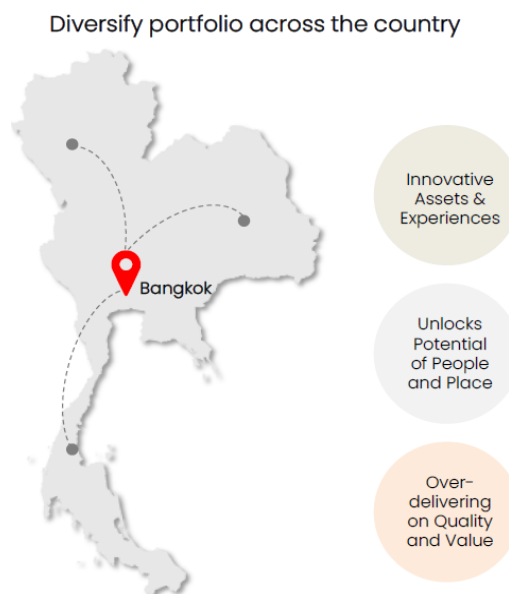 Diversify portfolio across the country
Bangkok
Innovative
Assets &
Experiences
Unlocks
Potential
of People
and Place
Over-
delivering
on Quality
and Value